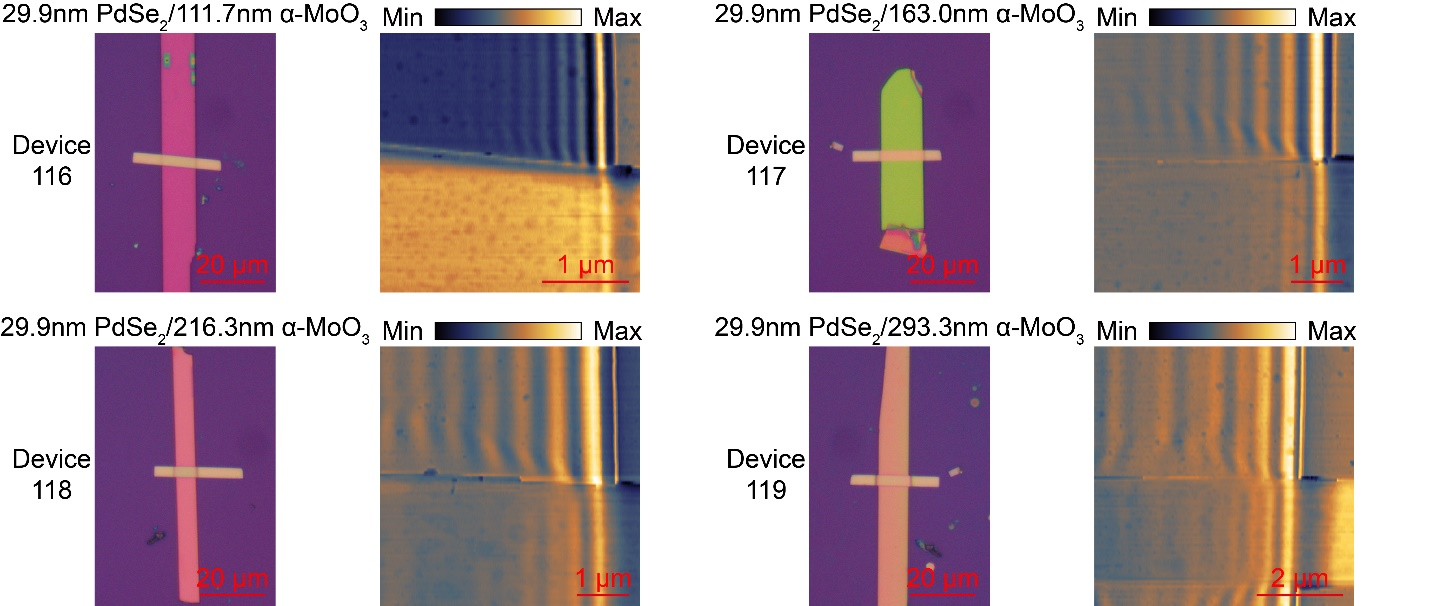 29.9nm PdSe₂/111.7nm α-MoO₃ Min Max
Device
116
20 μm
1 μm
29.9nm PdSe₂/163.0nm α-MoO₃ Min Max
Device
117
20 μm
1 μm
29.9nm PdSe₂/216.3nm α-MoO₃ Min Max
Device
118
20 μm
1 μm
29.9nm PdSe₂/293.3nm α-MoO₃ Min Max
Device
119
20 μm
2 μm